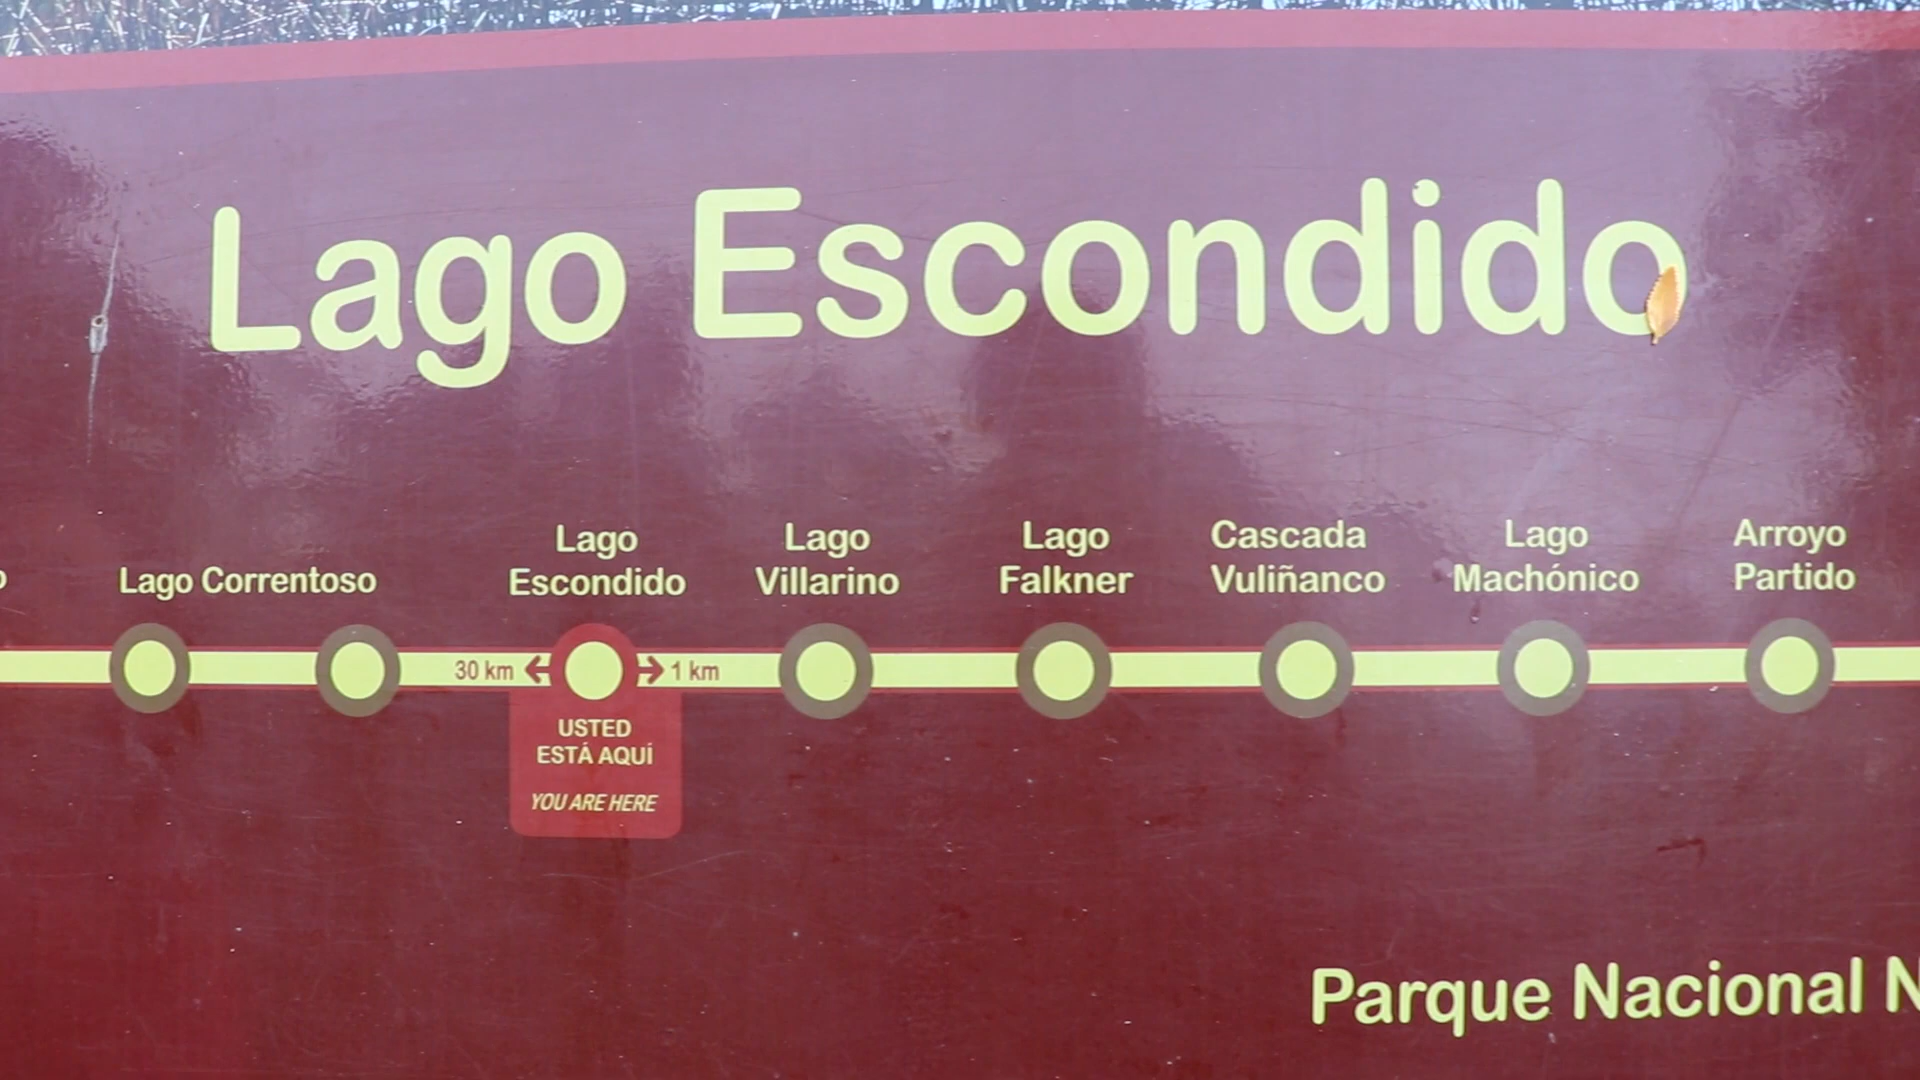 Lago Escondido
Lago Correntoso
Lago
Escondido
Lago
Villarino
Lago
Falkner
Cascada
Vuliñanco
Lago
Machónico
Arroyo
Partido
30 km
1 km
USTED
ESTÁ AQUÍ
YOU ARE HERE
Parque Nacional N